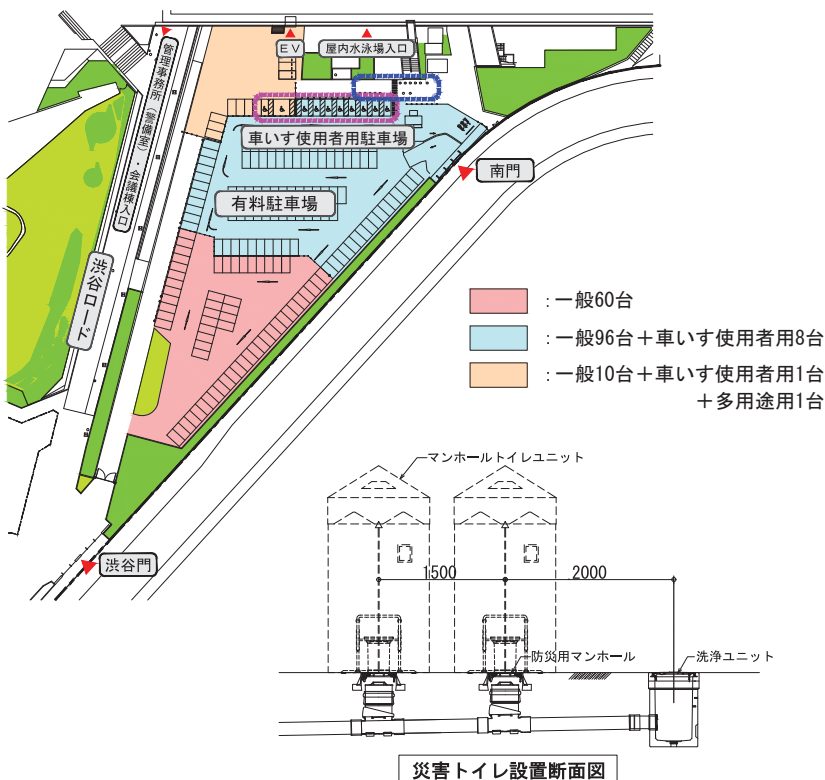 EV
屋内水泳場入口
管理事務所(警備室)・会議棟入口
車いす使用者用駐車場
南門
有料駐車場
渋谷ロード
:一般60台
:一般96台+車いす使用者用8台
:一般10台+車いす使用者用1台
+多用途用1台
渋谷門
マンホールトイレユニット
1500
2000
防災用マンホール
洗浄ユニット
災害トイレ設置断面図